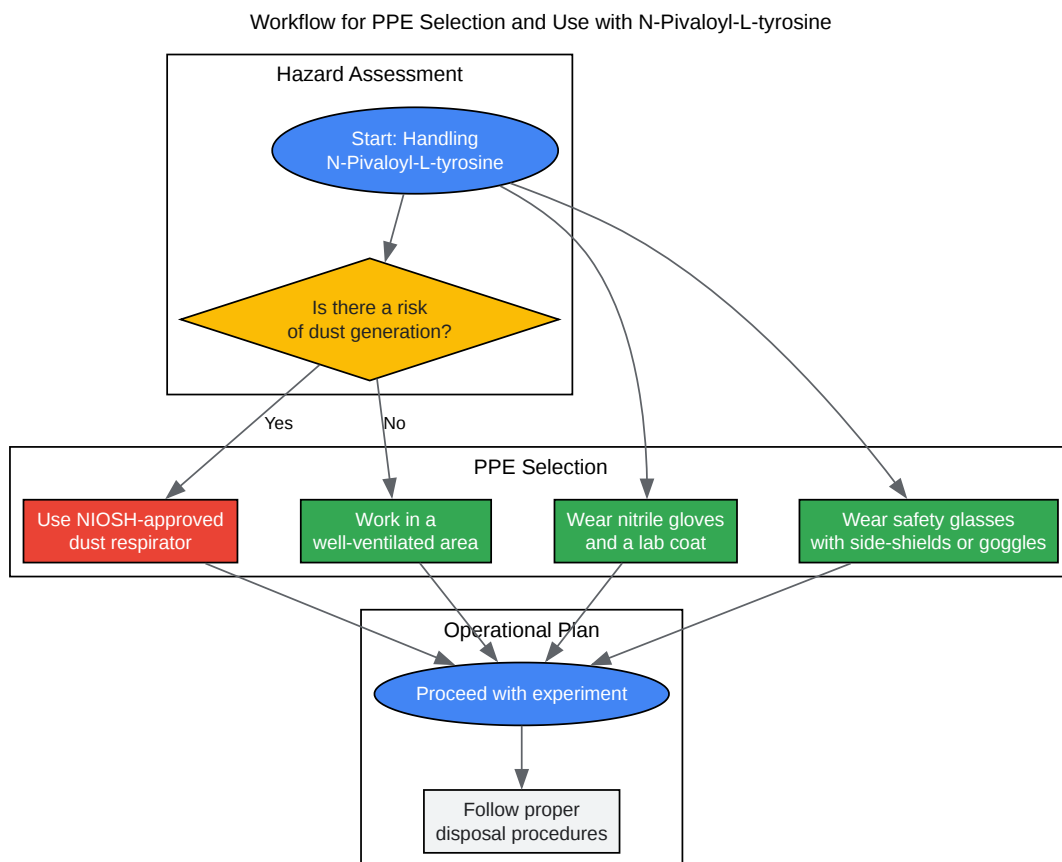 Workflow for PPE Selection and Use with N-Pivaloyl-L-tyrosine
Hazard Assessment
Start: Handling
N-Pivaloyl-L-tyrosine
Is there a risk
of dust generation?
Yes
No
PPE Selection
Use NIOSH-approved
dust respirator
Work in a
well-ventilated area
Wear nitrile gloves
and a lab coat
Wear safety glasses
with side-shields or goggles
Operational Plan
Proceed with experiment
Follow proper
disposal procedures